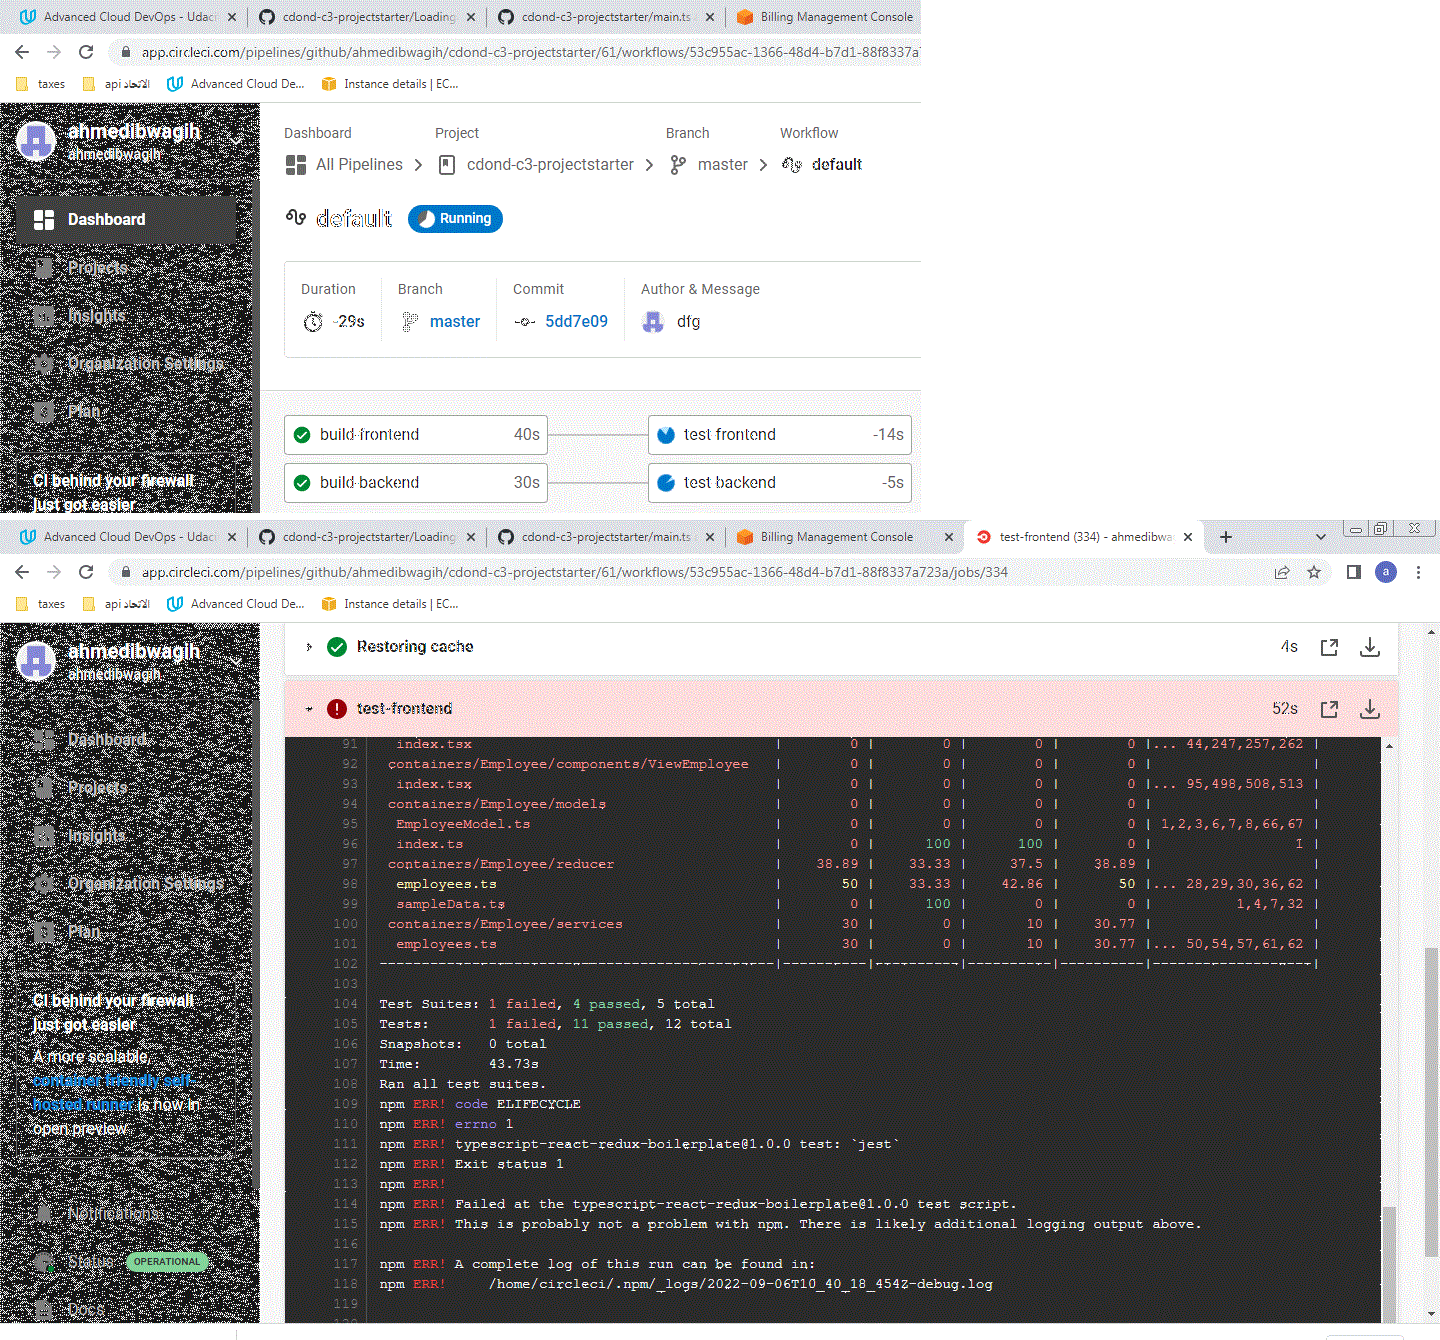 Advanced Cloud DevOps - Udac
cdond-c3-projectstarter/Loading
cdond-c3-projectstarter/main.ts
Billing Management Console
app.circleci.com/pipelines/github/ahmedibwagih/cdond-c3-projectstarter/61/workflows/53c955ac-1366-48d4-b7d1-88f8337a7
taxes
api الاتحاد
Advanced Cloud De...
Instance details | EC...
ahmedibwagih
ahmedibwagih
Dashboard
Projects
Insights
Organization Settings
Plan
CI behind your firewall
just got easier
Dashboard Project Branch Workflow
All Pipelines cdond-c3-projectstarter master default
default Running
Duration Branch Commit Author & Message
-29s master 5dd7e09 dfg
build-frontend 40s test-frontend -14s
build-backend 30s test-backend -5s
Advanced Cloud DevOps - Udac
cdond-c3-projectstarter/Loading
cdond-c3-projectstarter/main.ts
Billing Management Console
test-frontend (334) - ahmedibwa
app.circleci.com/pipelines/github/ahmedibwagih/cdond-c3-projectstarter/61/workflows/53c955ac-1366-48d4-b7d1-88f8337a723a/jobs/334
a
taxes
api الاتحاد
Advanced Cloud De...
Instance details | EC...
ahmedibwagih
ahmedibwagih
Dashboard
Projects
Insights
Organization Settings
Plan
CI behind your firewall
just got easier
A more scalable,
container-friendly self-
hosted runner is now in
open preview
Notifications
Status OPERATIONAL
Docs
Restoring cache 4s
test-frontend 52s
91 index.tsx | 0 | 0 | 0 | 0 |... 44,247,257,262 |
92 containers/Employee/components/ViewEmployee | 0 | 0 | 0 | 0 | |
93 index.tsx | 0 | 0 | 0 | 0 |... 95,498,508,513 |
94 containers/Employee/models | 0 | 0 | 0 | 0 | |
95 EmployeeModel.ts | 0 | 0 | 0 | 0 | 1,2,3,6,7,8,66,67 |
96 index.ts | 0 | 100 | 100 | 0 | 1 |
97 containers/Employee/reducer | 38.89 | 33.33 | 37.5 | 38.89 | |
98 employees.ts | 50 | 33.33 | 42.86 | 50 |... 28,29,30,36,62 |
99 sampleData.ts | 0 | 100 | 0 | 0 | 1,4,7,32 |
100 containers/Employee/services | 30 | 0 | 10 | 30.77 | |
101 employees.ts | 30 | 0 | 10 | 30.77 |... 50,54,57,61,62 |
102 -----------------------------------------------|----------|----------|----------|----------|-------------------|
103
104 Test Suites: 1 failed, 4 passed, 5 total
105 Tests: 1 failed, 11 passed, 12 total
106 Snapshots: 0 total
107 Time: 43.73s
108 Ran all test suites.
109 npm ERR! code ELIFECYCLE
110 npm ERR! errno 1
111 npm ERR! typescript-react-redux-boilerplate@1.0.0 test: `jest`
112 npm ERR! Exit status 1
113 npm ERR!
114 npm ERR! Failed at the typescript-react-redux-boilerplate@1.0.0 test script.
115 npm ERR! This is probably not a problem with npm. There is likely additional logging output above.
116
117 npm ERR! A complete log of this run can be found in:
118 npm ERR! /home/circleci/.npm/_logs/2022-09-06T10_40_18_454Z-debug.log
119